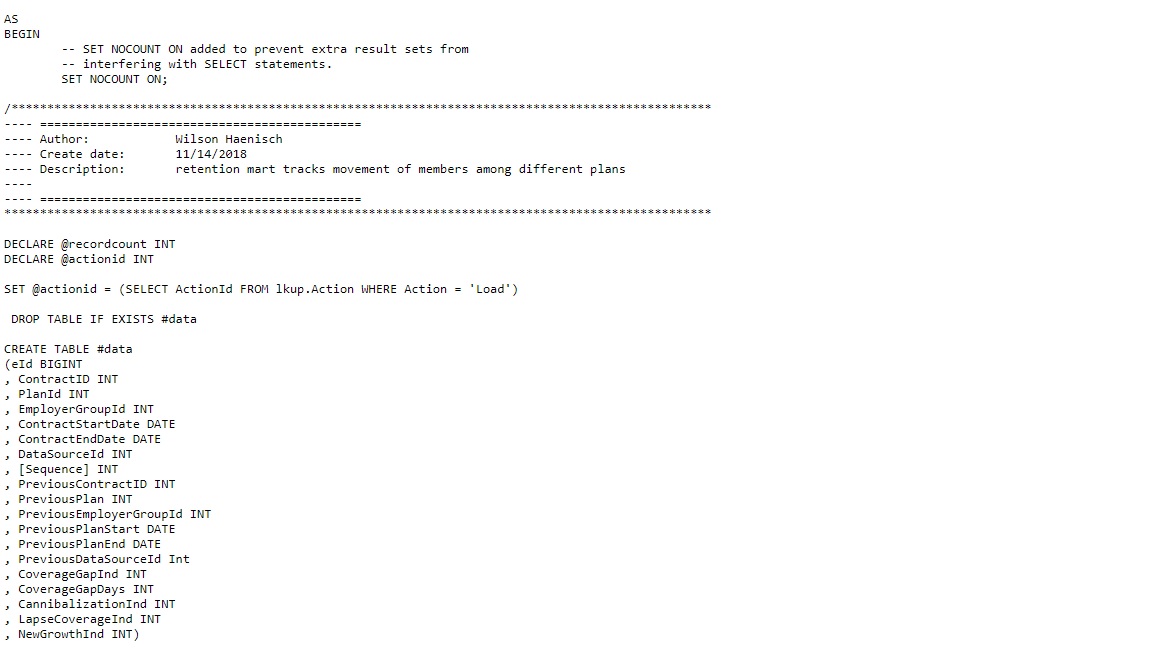 AS
BEGIN
-- SET NOCOUNT ON added to prevent extra result sets from
-- interfering with SELECT statements.
SET NOCOUNT ON;
/**************************************************************************************************
---- =============================================
---- Author: Wilson Haenisch
---- Create date: 11/14/2018
---- Description: retention mart tracks movement of members among different plans
----
---- =============================================
***************************************************************************************************
DECLARE @recordcount INT
DECLARE @actionid INT
SET @actionid = (SELECT ActionId FROM lkup.Action WHERE Action = 'Load')
DROP TABLE IF EXISTS #data
CREATE TABLE #data
(eId BIGINT
, ContractID INT
, PlanId INT
, EmployerGroupId INT
, ContractStartDate DATE
, ContractEndDate DATE
, DataSourceId INT
, [Sequence] INT
, PreviousContractID INT
, PreviousPlan INT
, PreviousEmployerGroupId INT
, PreviousPlanStart DATE
, PreviousPlanEnd DATE
, PreviousDataSourceId Int
, CoverageGapInd INT
, CoverageGapDays INT
, CannibalizationInd INT
, LapseCoverageInd INT
, NewGrowthInd INT)